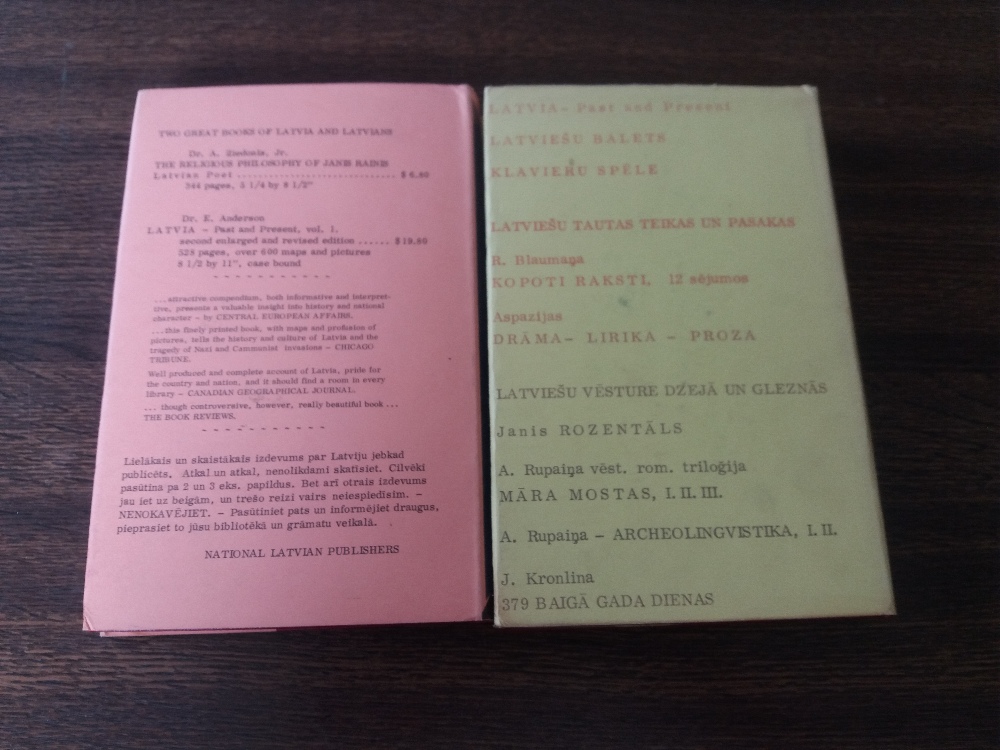 TWO GREAT BOOKS OF LATVIA AND LATVIANS
Dr. A. Ziedonis, Jr.
THE RELIGIOUS PHILOSOPHY OF JANIS RAINIS
Latvian Poet ............................. $ 6.80
344 pages, 5 1/4 by 8 1/2"
Dr. E. Anderson
LATVIA - Past and Present, vol. 1.
second enlarged and revised edition ...... $ 19.60
528 pages, over 600 maps and pictures
8 1/2 by 11", case bound
- - - - - - - - - - -
...attractive compendium, both informative and interpret-
tive, presents a valuable insight into history and national
character - by CENTRAL EUROPEAN AFFAIRS.
...this finely printed book, with maps and profusion of
pictures, tells the history and culture of Latvia and the
tragedy of Nazi and Cammunist invasions - CHICAGO
TRIBUNE.
Well produced and complete account of Latvia, pride for
the country and nation, and it should find a room in every
library - CANADIAN GEOGRAPHICAL JOURNAL.
... though controversive, however, really beautiful book ...
THE BOOK REVIEWS.
- - - - - - - - - - -
Lielākais un skaistākais izdevums par Latviju jebkad
publicēts. Atkal un atkal, nenolikdami skatīsiet. Cilvēki
pasūtina pa 2 un 3 eks. papildus. Bet arī otrais izdevums
jau iet uz beigām, un trešo reizi vairs neiespiedīsim. -
NENOKAVĒJIET. - Pasūtiniet pats un informējiet draugus,
pieprasiet to jūsu bibliotēkā un grāmatu veikalā.
NATIONAL LATVIAN PUBLISHERS
LATVIA- Past and Present
LATVIEŠU BALETS
KLAVIERU SPĒLE
LATVIEŠU TAUTAS TEIKAS UN PASAKAS
R. Blaumaņa
KOPOTI RAKSTI, 12 sējumos
Aspazijas
DRĀMA- LIRIKA - PROZA
LATVIEŠU VĒSTURE DZEJĀ UN GLEZNĀS
Janis ROZENTĀLS
A. Rupaiņa vēst. rom. triloģija
MĀRA MOSTAS, I. II. III.
A. Rupaiņa - ARCHEOLINGVISTIKA, I. II.
J. Kronlina
379 BAIGĀ GADA DIENAS